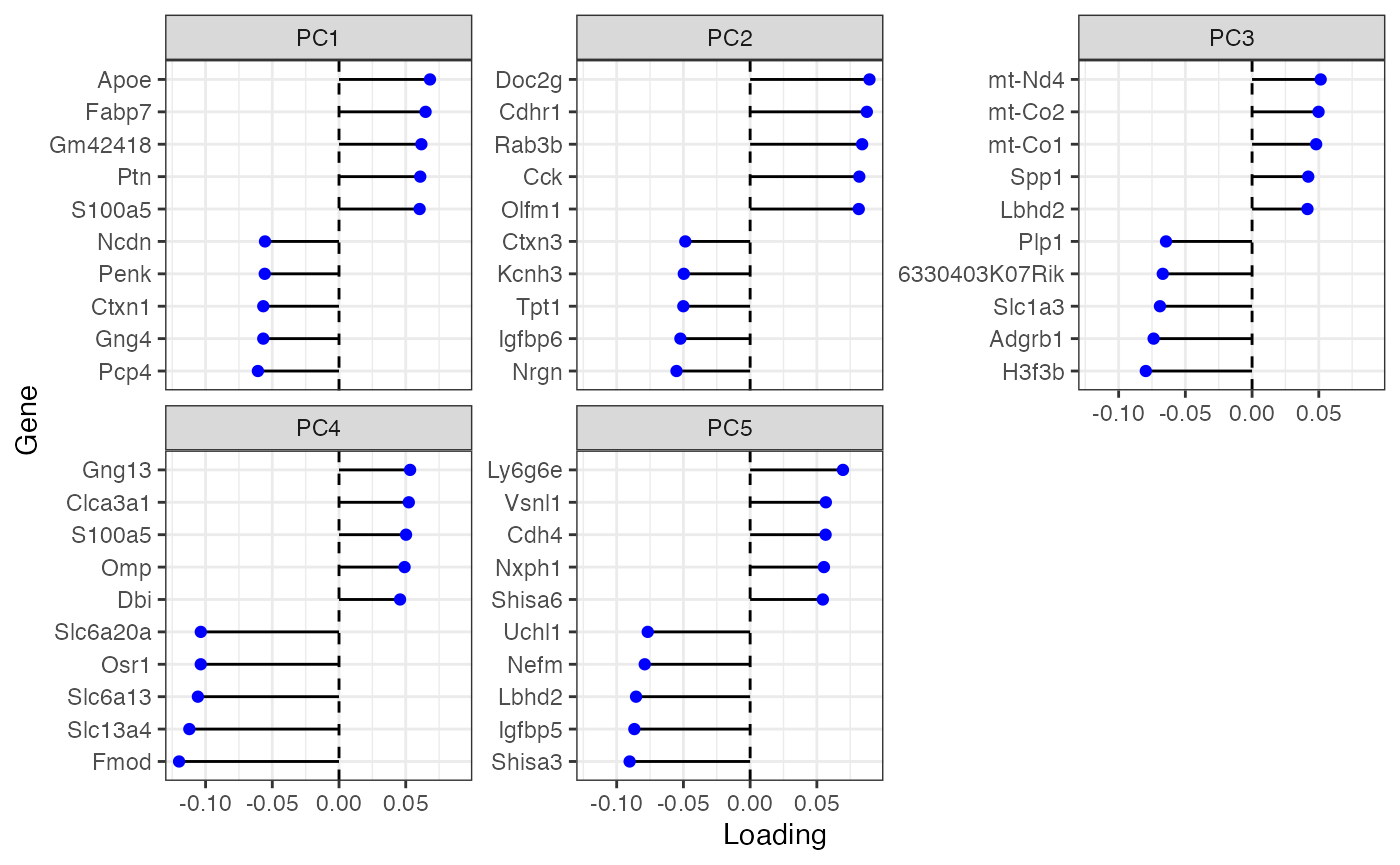 PC1
Apoe
Fabp7
Gm42418
Ptn
S100a5
Ncdn
Penk
Ctxn1
Gng4
Pcp4
PC2
Doc2g
Cdhr1
Rab3b
Cck
Olfm1
Ctxn3
Kcnh3
Tpt1
Igfbp6
Nrgn
PC3
mt-Nd4
mt-Co2
mt-Co1
Spp1
Lbhd2
Plp1
6330403K07Rik
Slc1a3
Adgrb1
H3f3b
-0.10 -0.05 0.00 0.05
Gene
PC4
Gng13
Clca3a1
S100a5
Omp
Dbi
Slc6a20a
Osr1
Slc6a13
Slc13a4
Fmod
-0.10 -0.05 0.00 0.05
PC5
Ly6g6e
Vsnl1
Cdh4
Nxph1
Shisa6
Uchl1
Nefm
Lbhd2
Igfbp5
Shisa3
-0.10 -0.05 0.00 0.05
Loading